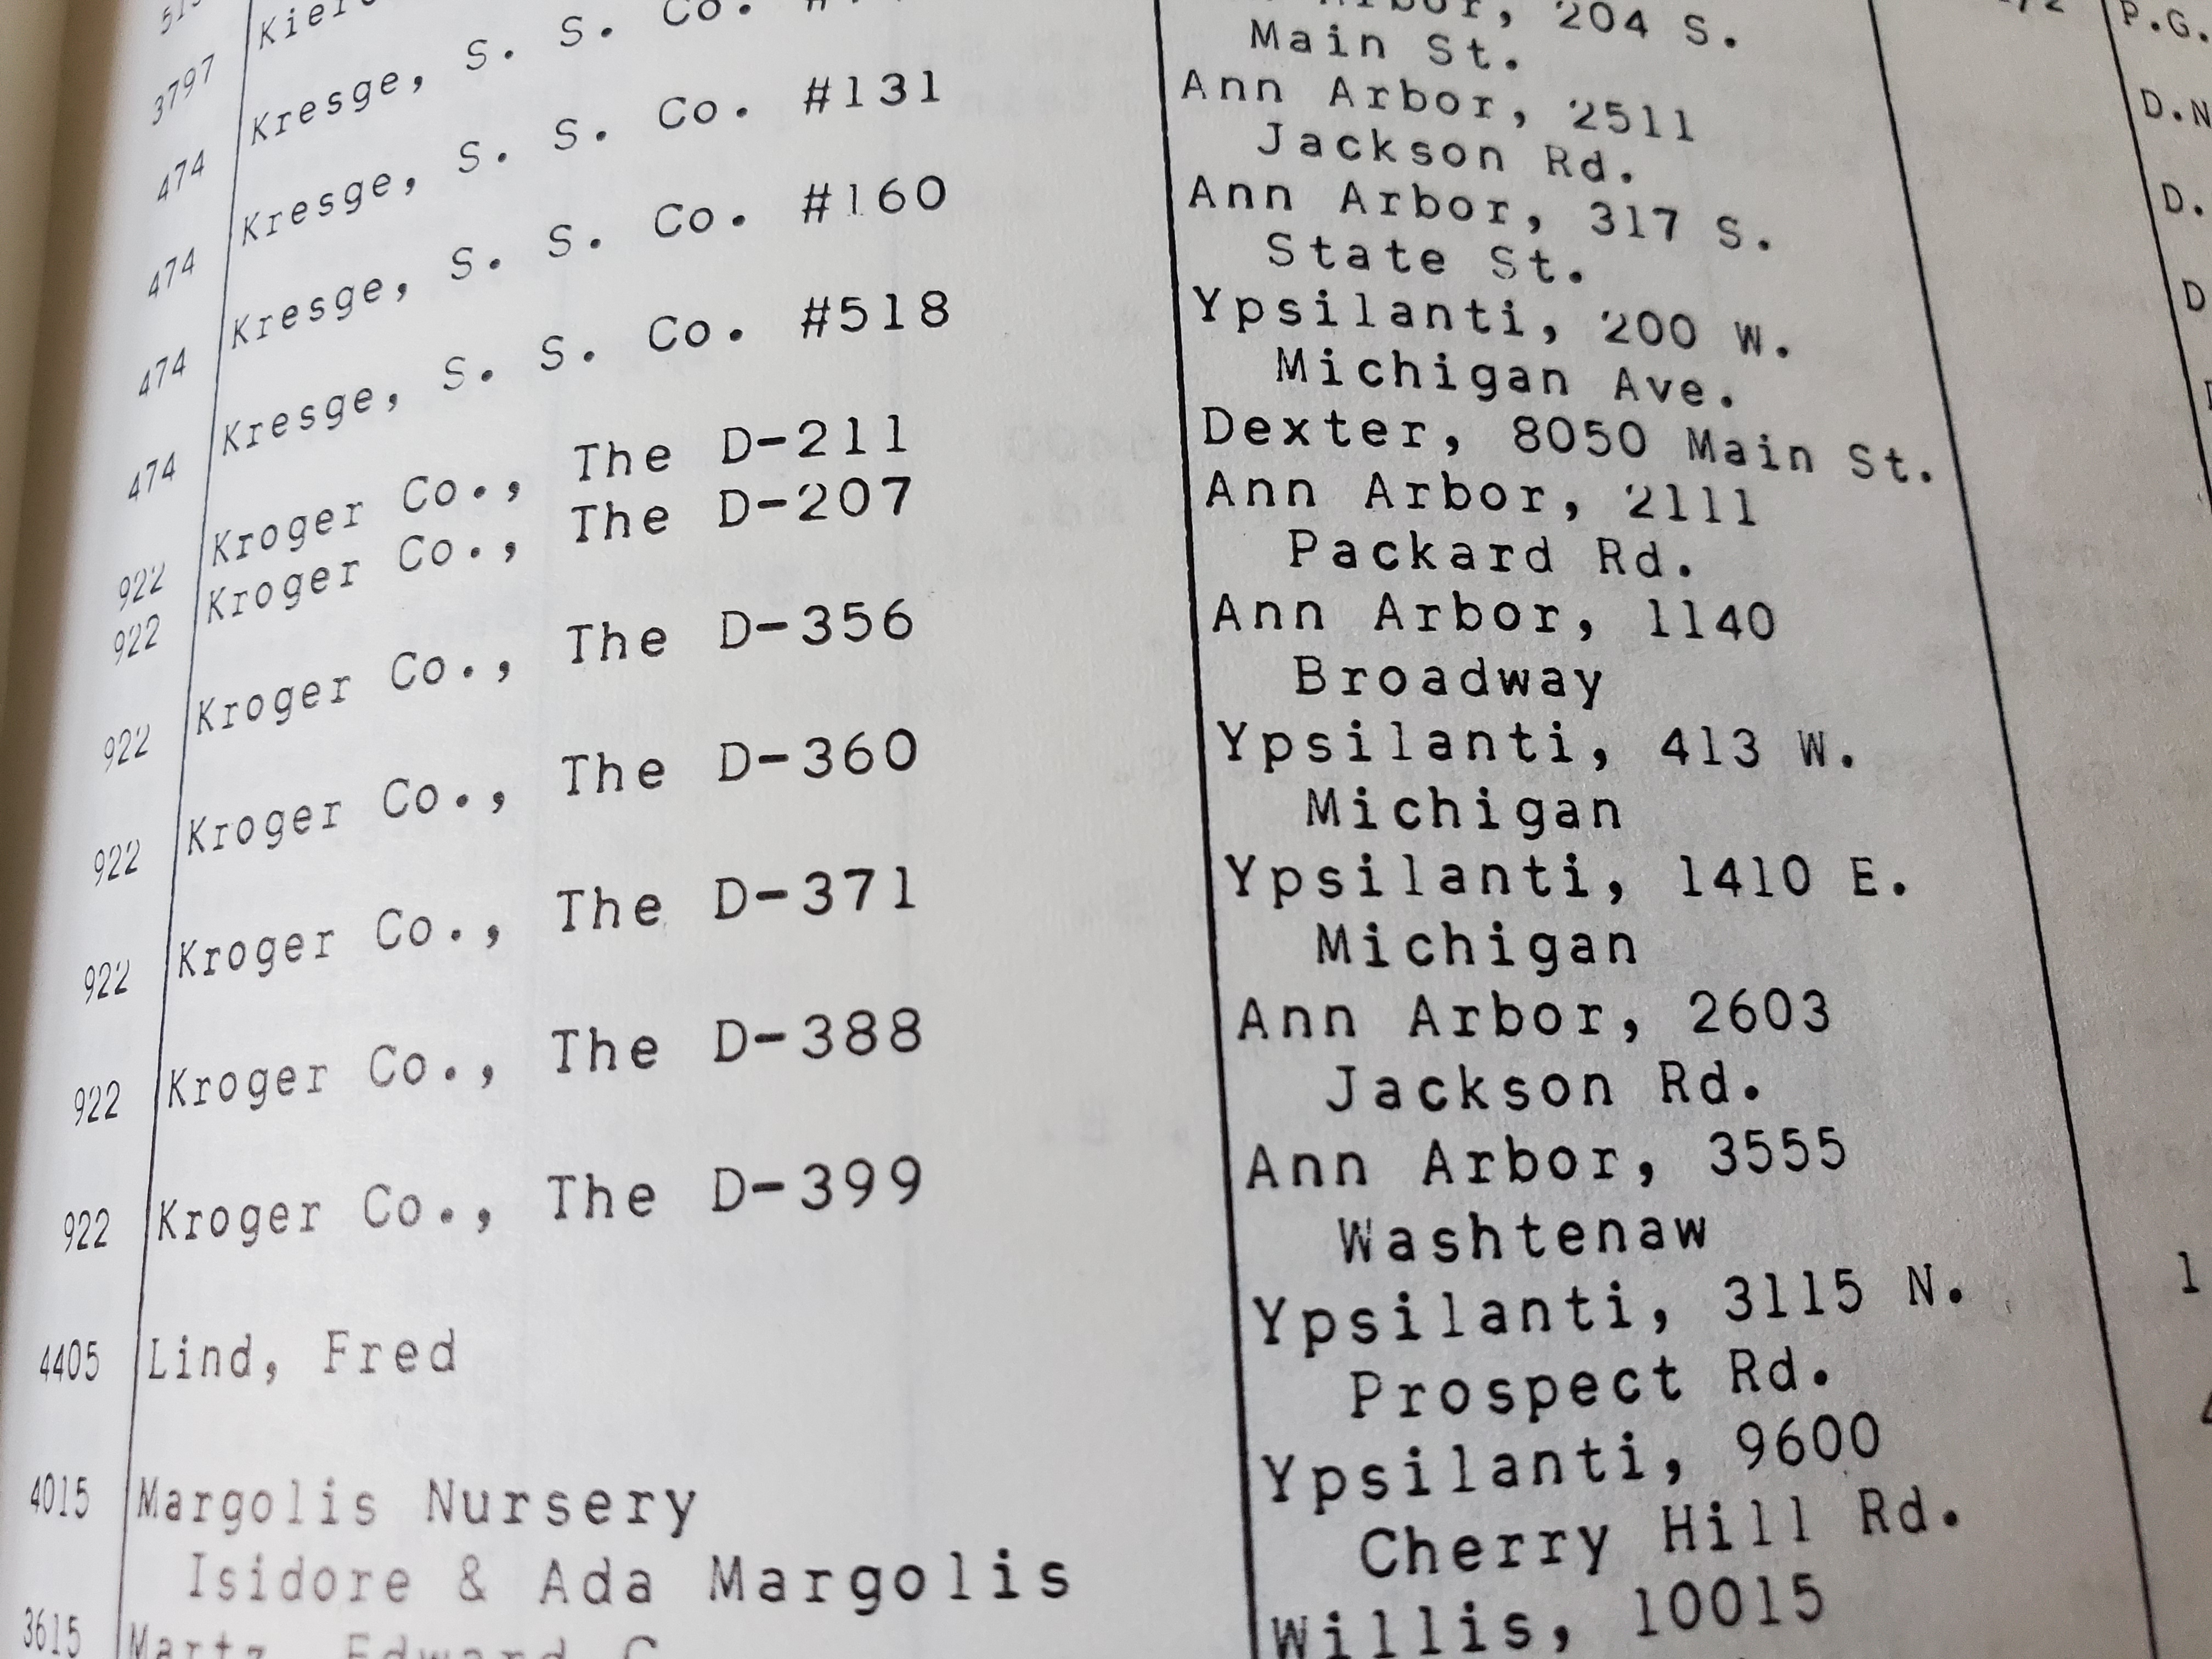 3797
474 Kresge, S. S. Co. 204 S. P.G.
Main St.
474 Kresge, S. S. Co. #131 Ann Arbor, 2511
Jackson Rd.
474 Kresge, S. S. Co. #160 Ann Arbor, 317 S.
State St.
474 Kresge, S. S. Co. #518 Ypsilanti, 200 W.
Michigan Ave.
922 Kroger Co., The D-211 Dexter, 8050 Main St.
922 Kroger Co., The D-207 Ann Arbor, 2111
Packard Rd.
922 Kroger Co., The D-356 Ann Arbor, 1140
Broadway
922 Kroger Co., The D-360 Ypsilanti, 413 W.
Michigan
922 Kroger Co., The D-371 Ypsilanti, 1410 E.
Michigan
922 Kroger Co., The D-388 Ann Arbor, 2603
Jackson Rd.
922 Kroger Co., The D-399 Ann Arbor, 3555
Washtenaw
4405 Lind, Fred Ypsilanti, 3115 N. 1
Prospect Rd.
4015 Margolis Nursery Ypsilanti, 9600
Isidore & Ada Margolis Cherry Hill Rd.
3615 Martz, Edward C Willis, 10015